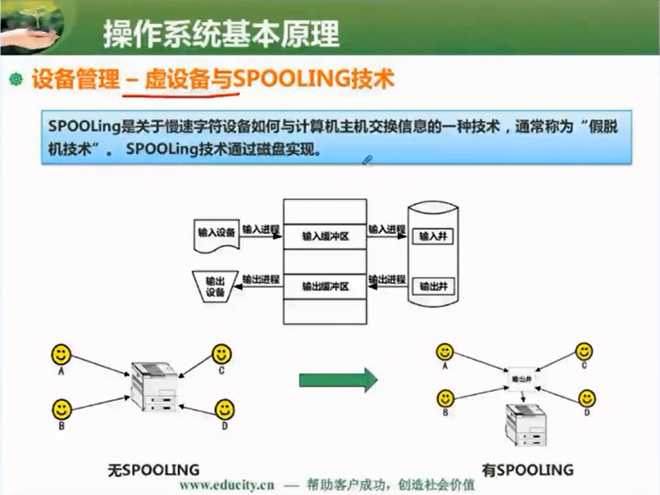 操作系统基本原理
设备管理 – 虚设备与SPOOLING技术
SPOOLing是关于慢速字符设备如何与计算机主机交换信息的一种技术，通常称为“假脱
机技术”。 SPOOLing技术通过磁盘实现。
输入设备 输入进程 输入缓冲区 输入进程 输入井
输出
设备 输出进程 输出缓冲区 输出进程 输出井
A C A C
输出井
B D B D
无SPOOLING 有SPOOLING
www.educity.cn — 帮助客户成功，创造社会价值